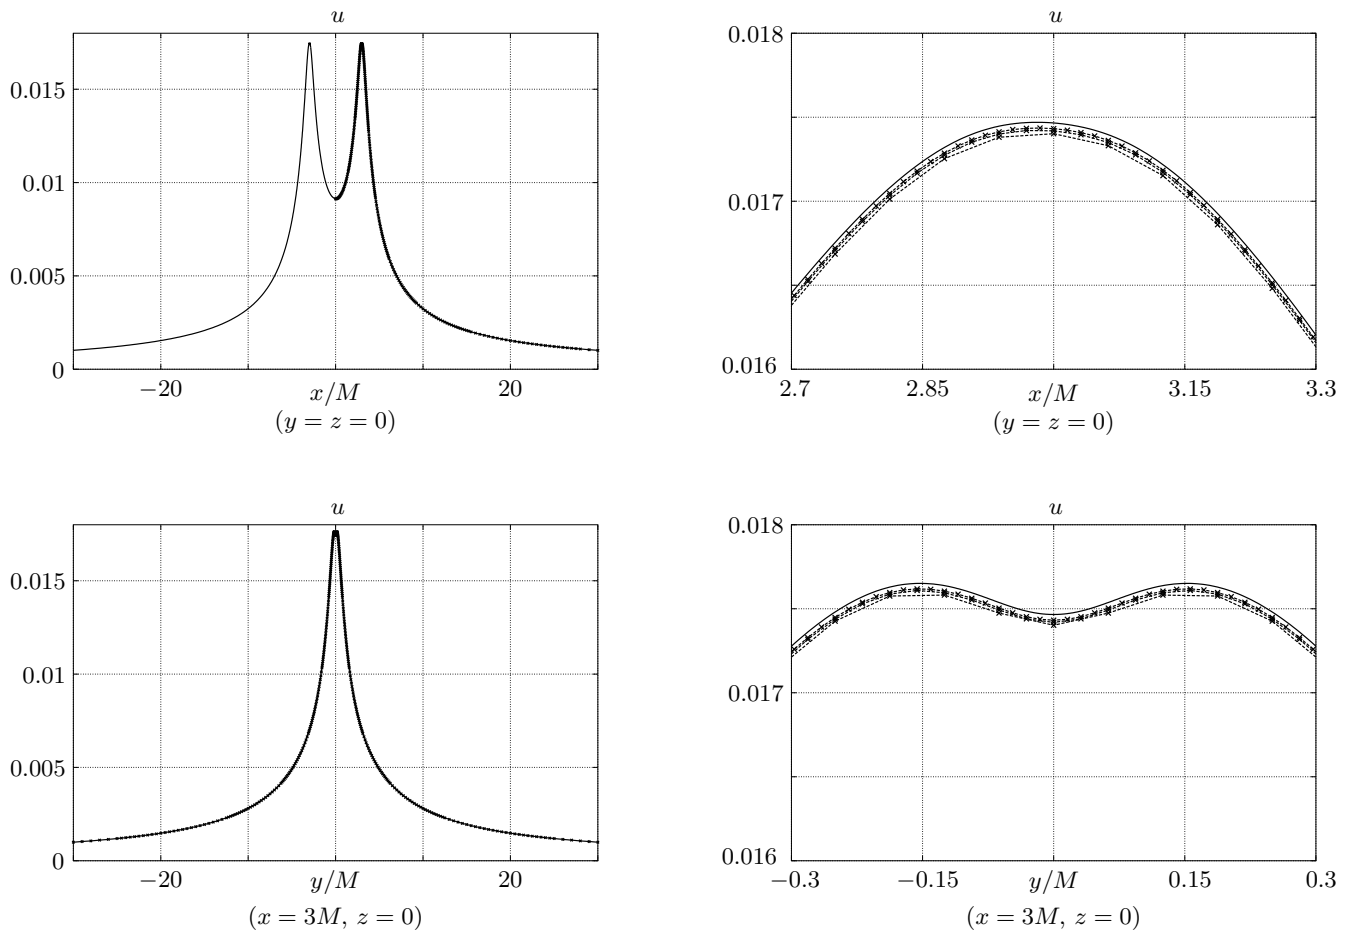 u
0.015
0.01
0.005
0
−20
x/M
20
(y = z = 0)
u
0.018
0.017
0.016
2.7
2.85
x/M
3.15
3.3
(y = z = 0)
u
0.015
0.01
0.005
0
−20
y/M
20
(x = 3M, z = 0)
u
0.018
0.017
0.016
−0.3
−0.15
y/M
0.15
0.3
(x = 3M, z = 0)